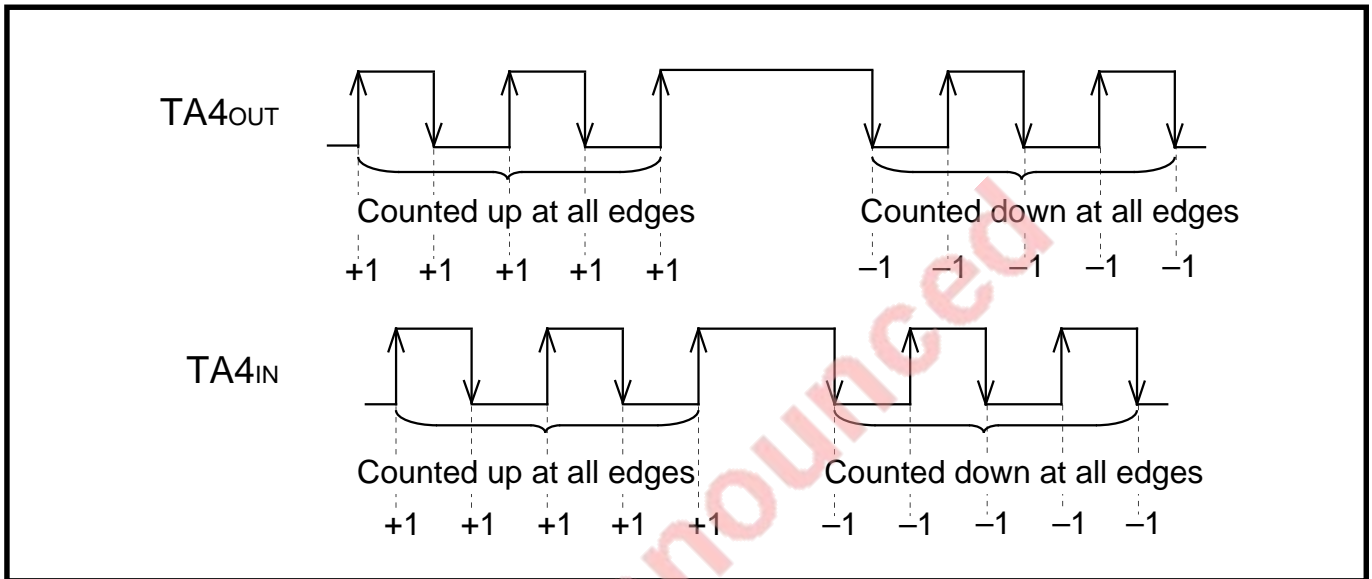 TA4OUT
Counted up at all edges Counted down at all edges
+1 +1 +1 +1 +1 –1 –1 –1 –1 –1
TA4IN
Counted up at all edges Counted down at all edges
+1 +1 +1 +1 +1 –1 –1 –1 –1 –1
nounced